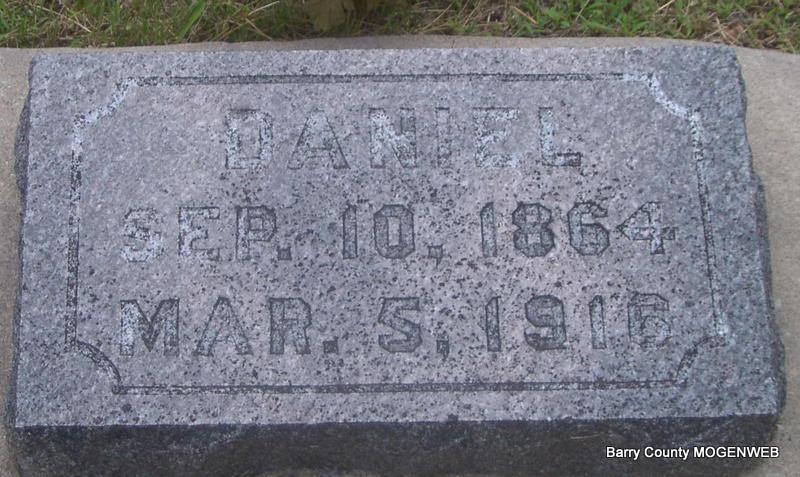 DANIEL
SEP. 10, 1864
MAR. 5, 1916
Barry County MOGENWEB